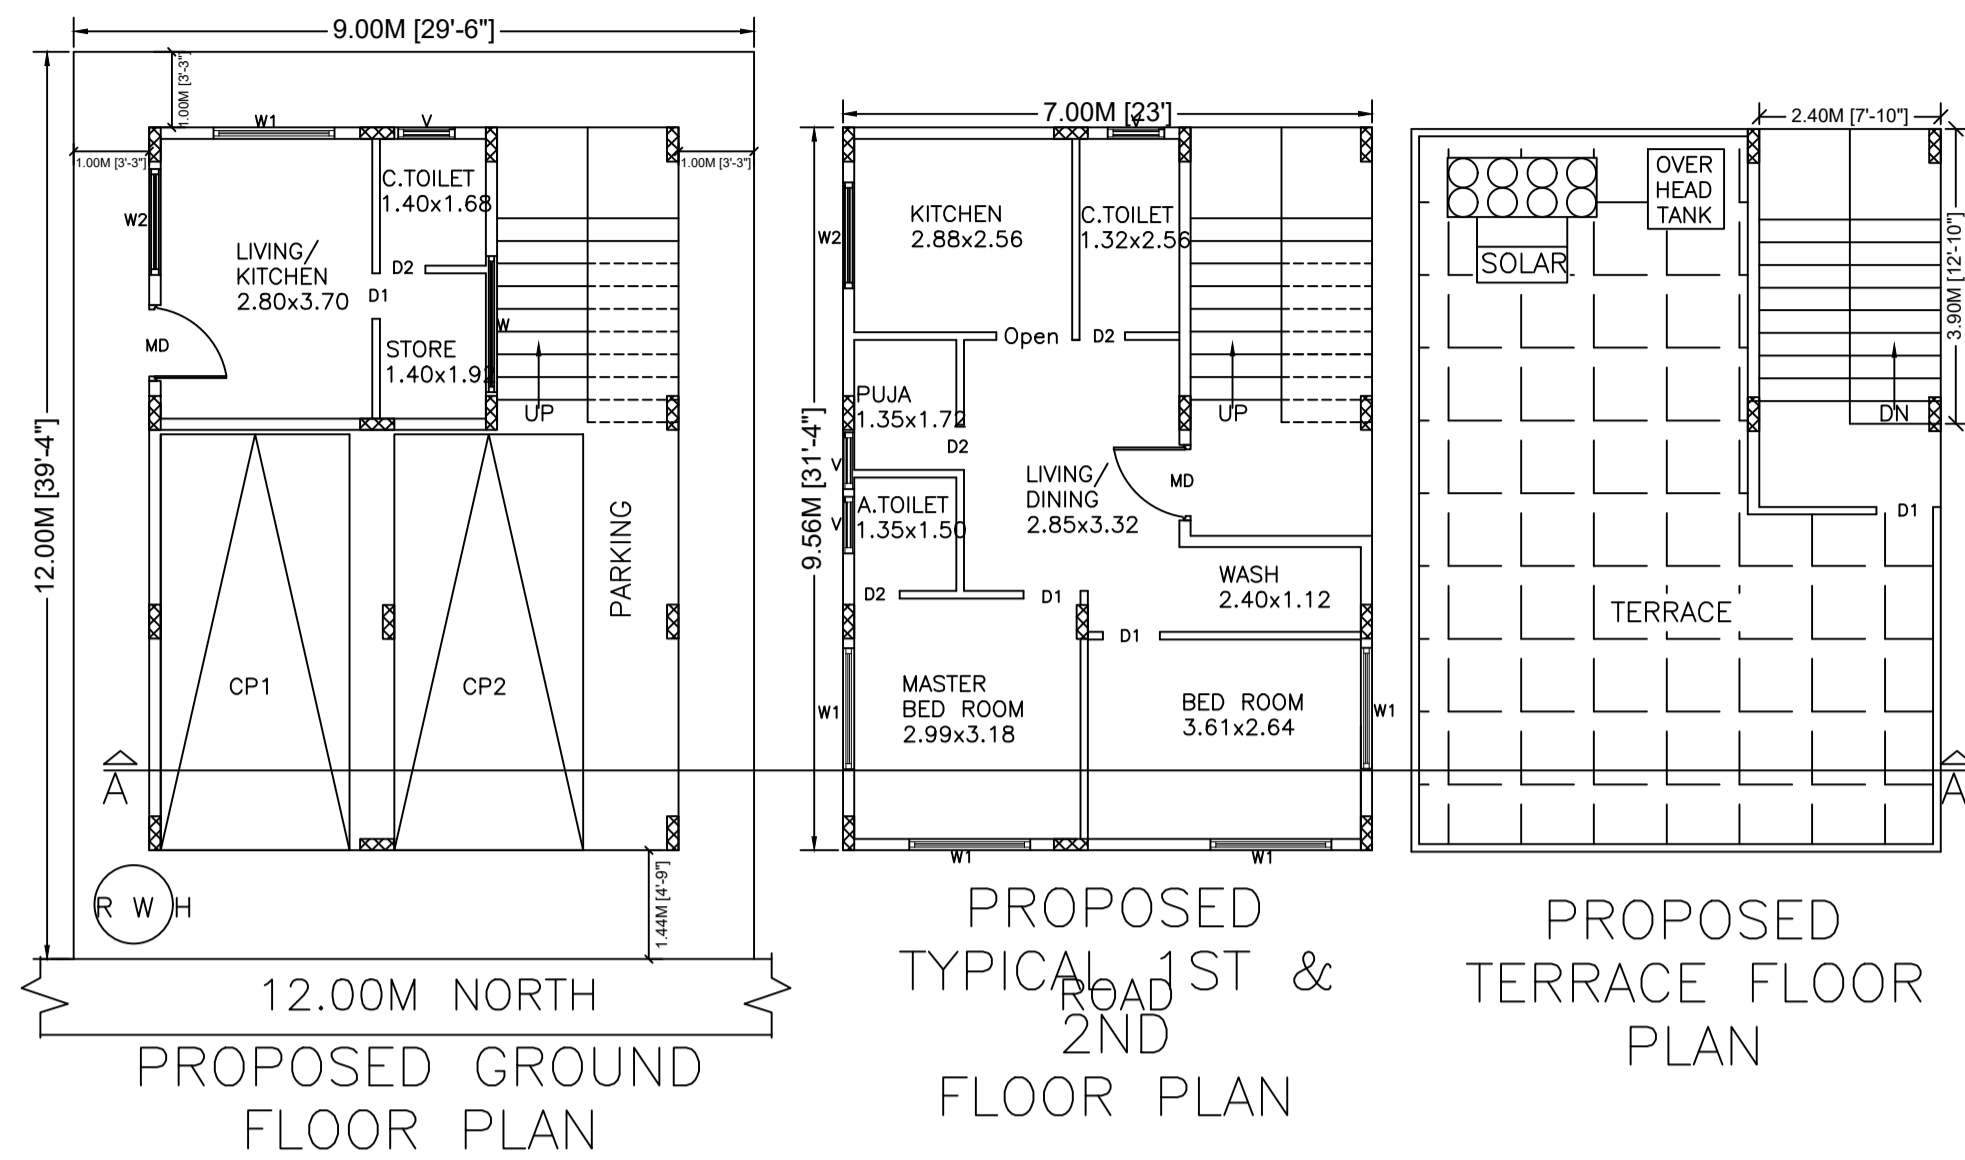 9.00M [29'-6"]
1.00M [3'-3"]
1.00M [3'-3"]
1.00M [3'-3"]
12.00M [39'-4"]
W1
V
W2
C.TOILET
1.40x1.68
LIVING/
KITCHEN
2.80x3.70
D2
D1
MD
W
STORE
1.40x1.92
UP
PARKING
CP1
CP2
A
R W H
1.44M [4'-9"]
12.00M NORTH
PROPOSED GROUND
FLOOR PLAN
7.00M [23']
V
9.56M [31'-4"]
W2
KITCHEN
2.88x2.56
C.TOILET
1.32x2.56
Open
D2
PUJA
1.35x1.72
UP
D2
V
LIVING/
DINING
2.85x3.32
MD
A.TOILET
1.35x1.50
V
D2
D1
WASH
2.40x1.12
D1
MASTER
BED ROOM
2.99x3.18
BED ROOM
3.61x2.64
W1
W1
W1
W1
PROPOSED
TYPICAL 1ST &
ROAD
2ND
FLOOR PLAN
2.40M [7'-10"]
3.90M [12'-10"]
OVER
HEAD
TANK
SOLAR
DN
D1
TERRACE
A
PROPOSED
TERRACE FLOOR
PLAN